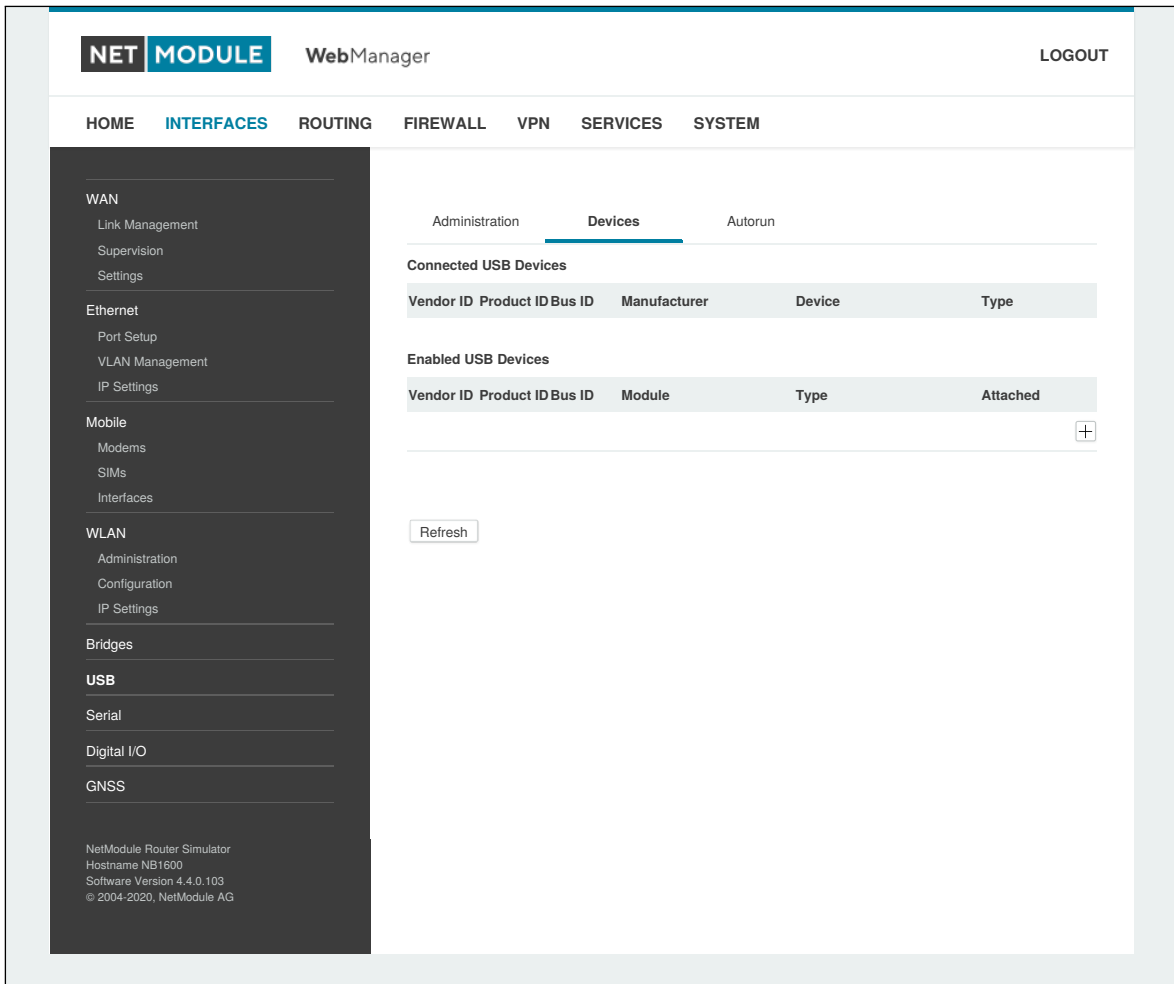 NET MODULE WebManager LOGOUT
HOME INTERFACES ROUTING FIREWALL VPN SERVICES SYSTEM
WAN
Link Management
Supervision
Settings
Ethernet
Port Setup
VLAN Management
IP Settings
Mobile
Modems
SIMs
Interfaces
WLAN
Administration
Configuration
IP Settings
Bridges
USB
Serial
Digital I/O
GNSS
NetModule Router Simulator
Hostname NB1600
Software Version 4.4.0.103
© 2004-2020, NetModule AG
Administration Devices Autorun
Connected USB Devices
Vendor ID Product ID Bus ID Manufacturer Device Type
Enabled USB Devices
Vendor ID Product ID Bus ID Module Type Attached
Refresh